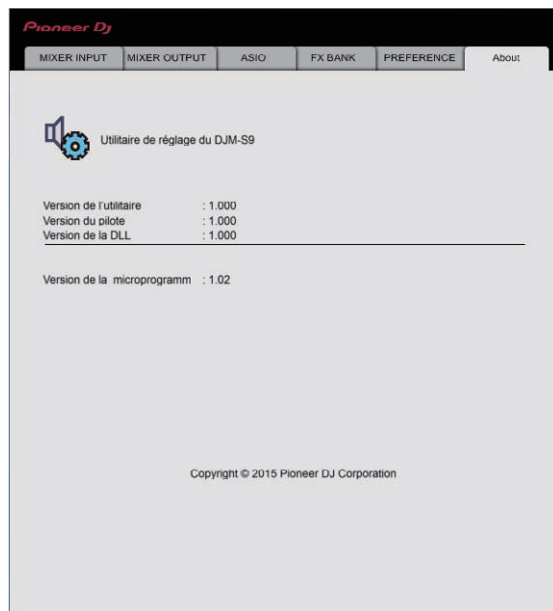 Pioneer Dj
MIXER INPUT MIXER OUTPUT ASIO FX BANK PREFERENCE About
Utilitaire de réglage du DJM-S9
Version de l'utilitaire : 1.000
Version du pilote : 1.000
Version de la DLL : 1.000
Version de la microprogramm : 1.02
Copyright © 2015 Pioneer DJ Corporation